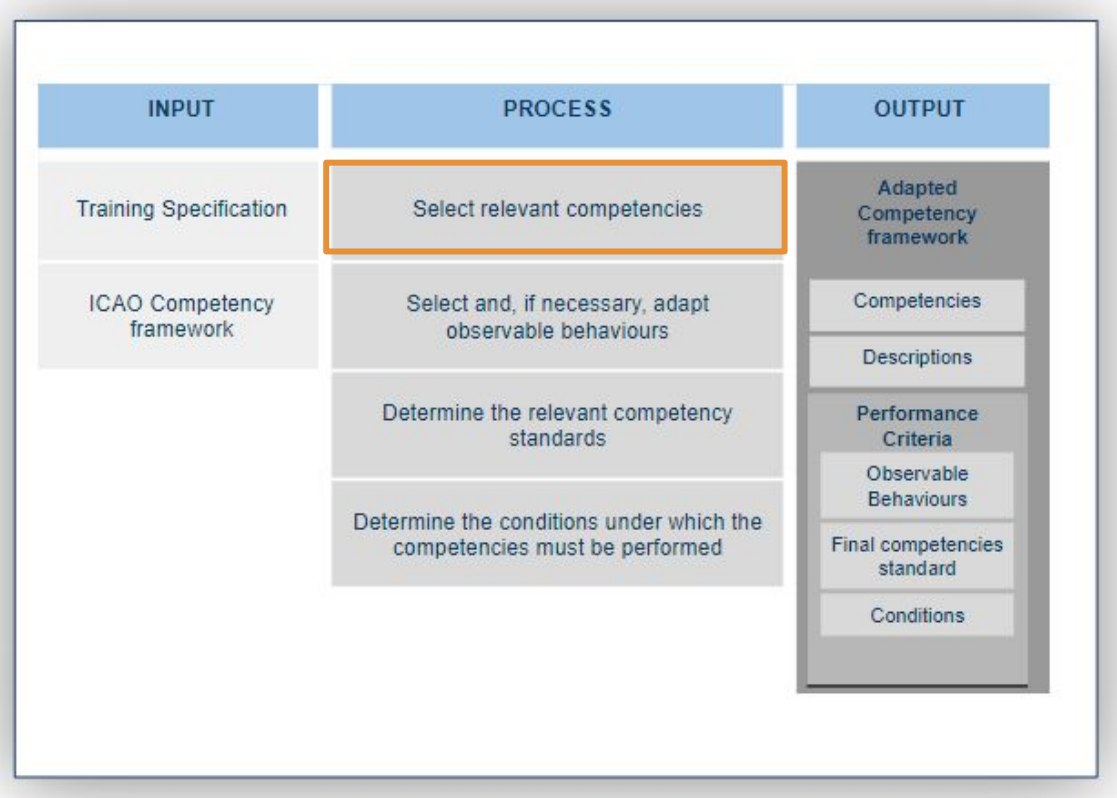 INPUT
PROCESS
OUTPUT
Training Specification
ICAO Competency
framework
Select relevant competencies
Select and, if necessary, adapt
observable behaviours
Determine the relevant competency
standards
Determine the conditions under which the
competencies must be performed
Adapted
Competency
framework
Competencies
Descriptions
Performance
Criteria
Observable
Behaviours
Final competencies
standard
Conditions